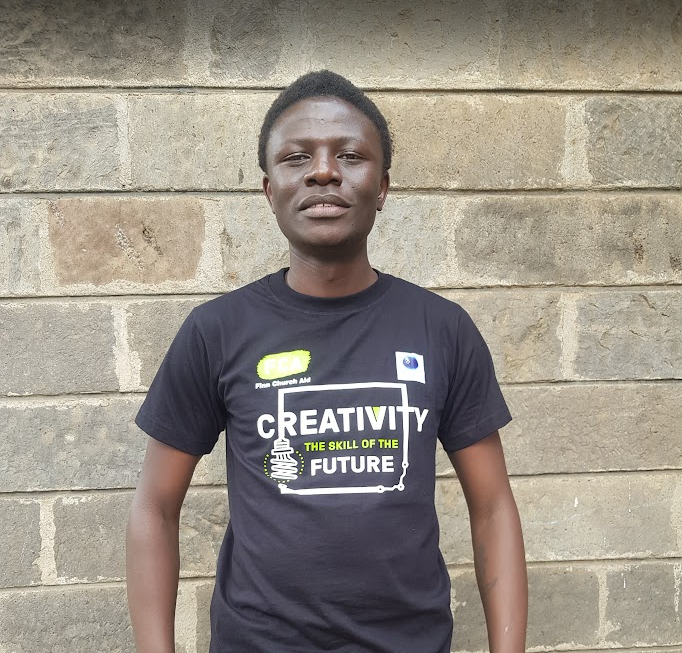 FCA
Finn Church Aid
CREATIVITY
THE SKILL OF THE
FUTURE